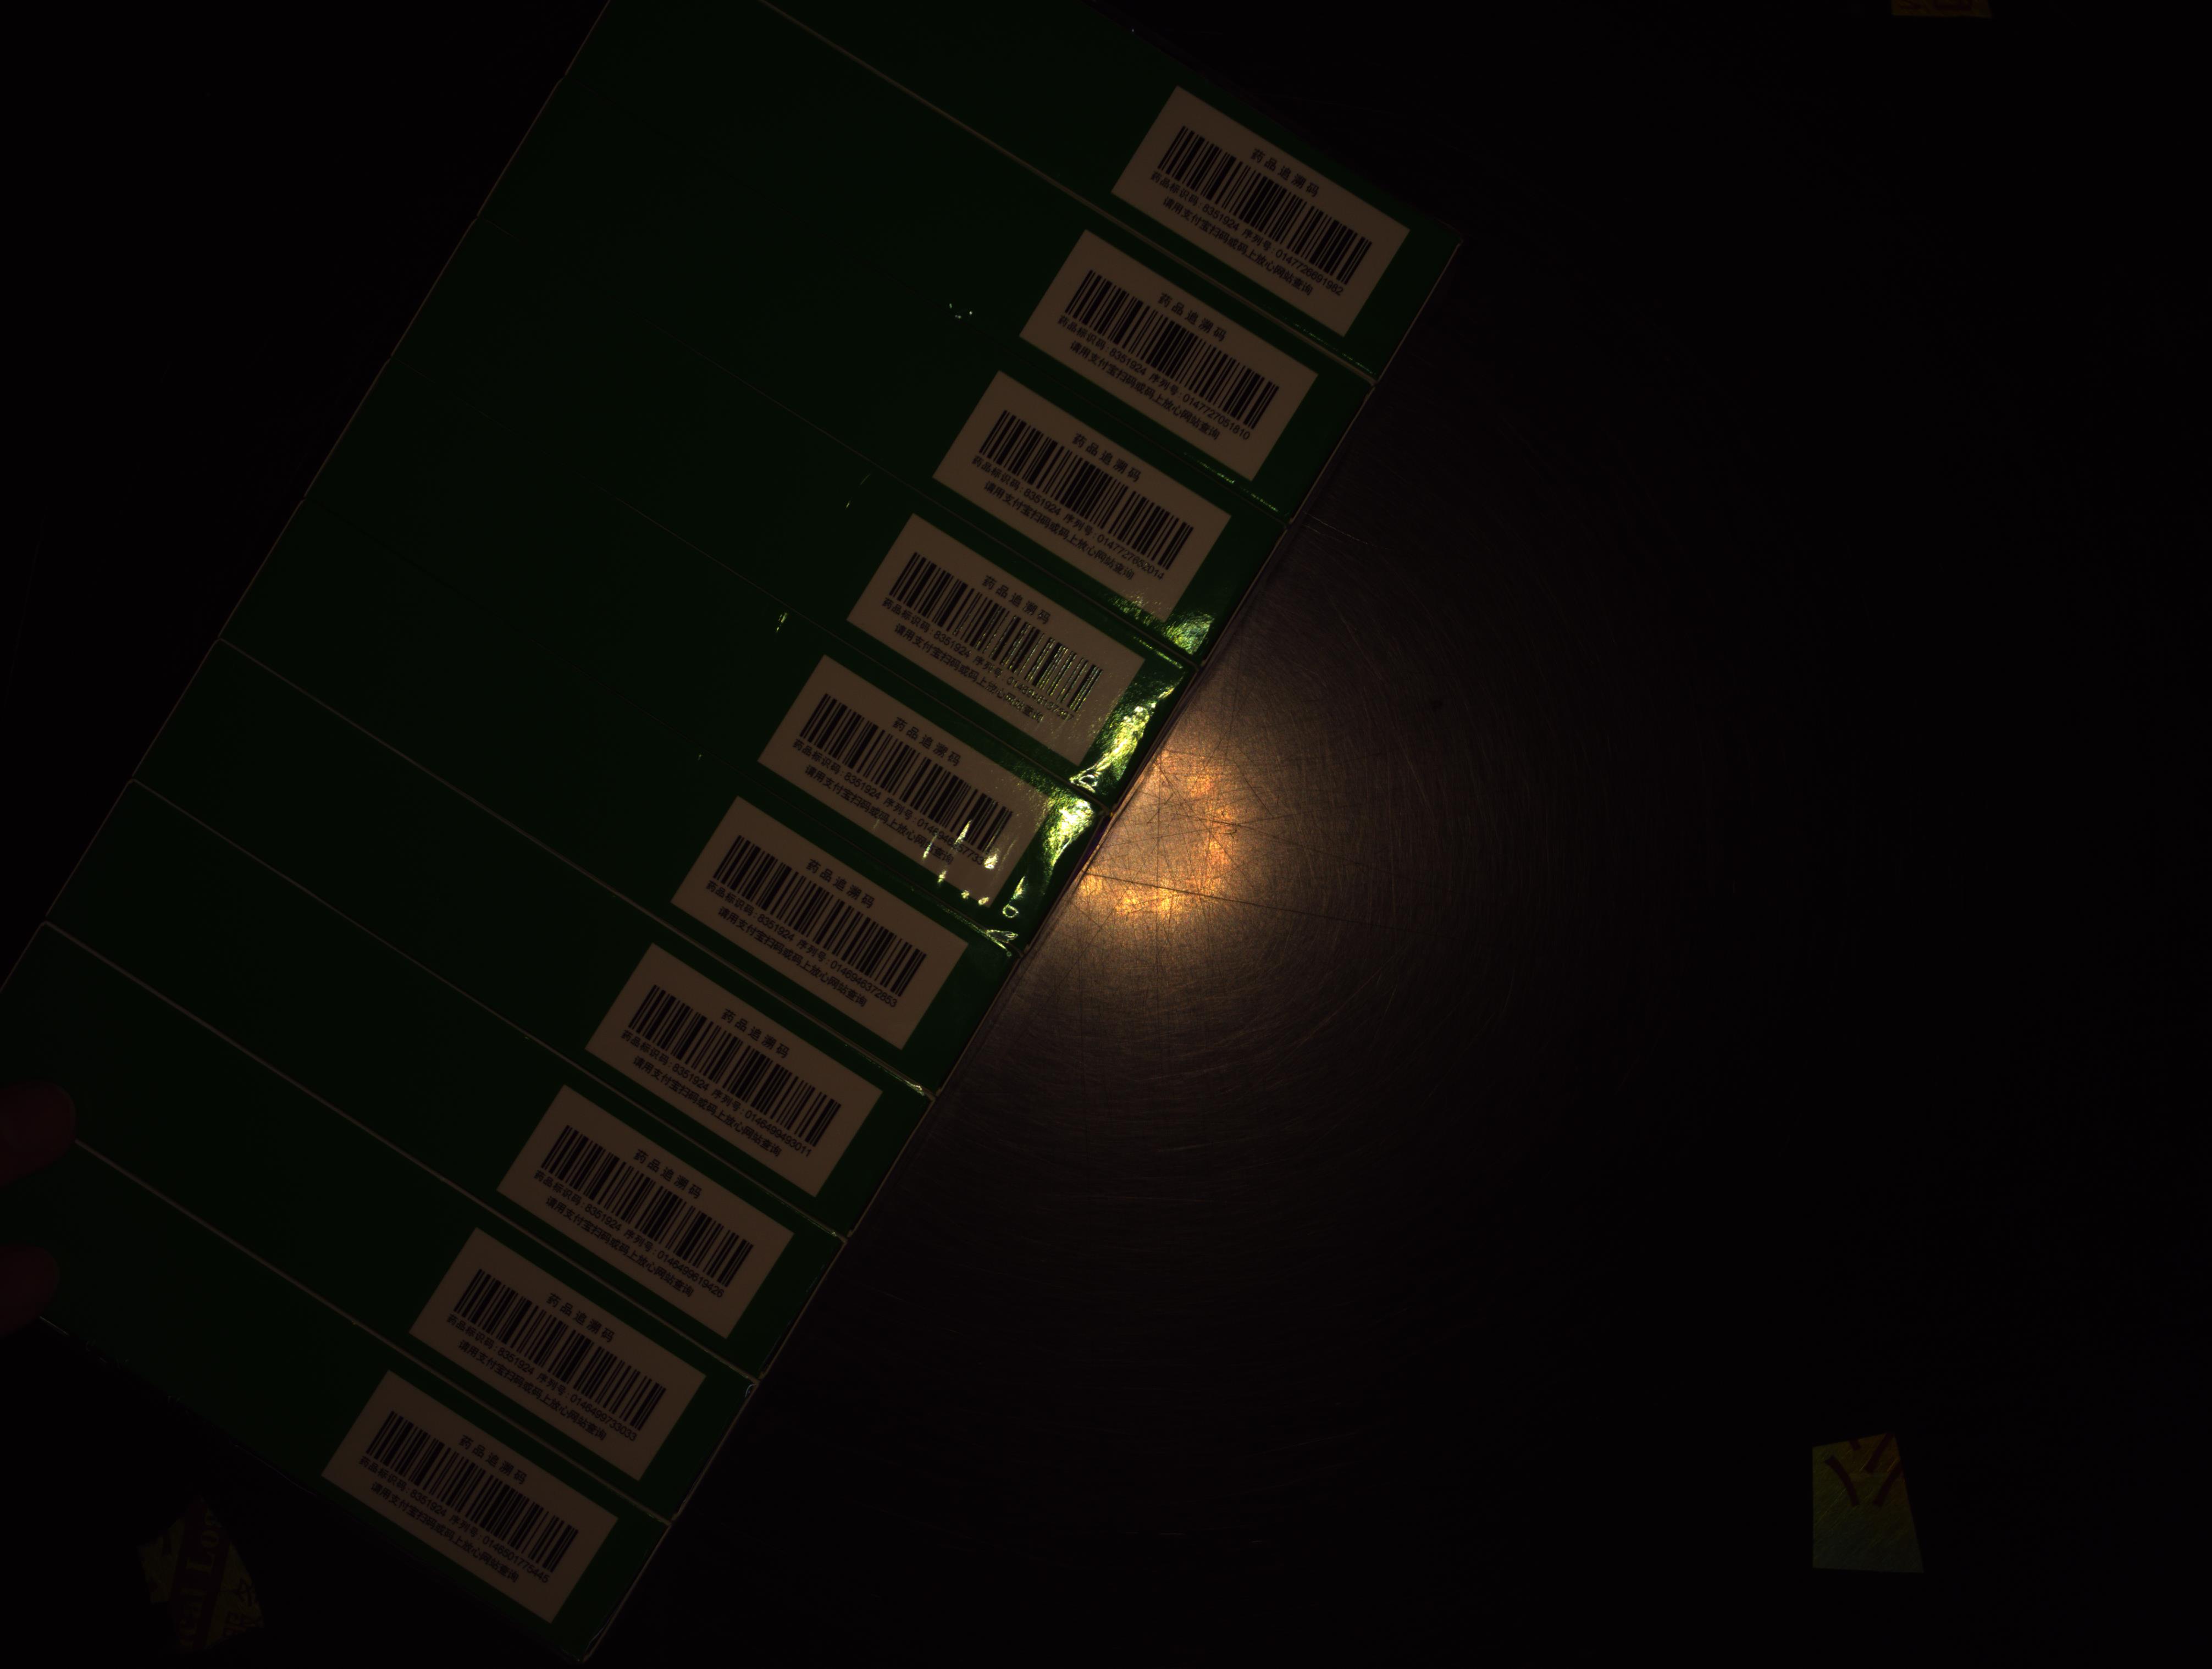 药品追溯码
药品标识码：8351924 序列号：0147726691982
请用支付宝扫码或码上放心网站查询
药品追溯码
药品标识码：8351924 序列号：0147727051810
请用支付宝扫码或码上放心网站查询
药品追溯码
药品标识码：8351924 序列号：0147727652014
请用支付宝扫码或码上放心网站查询
药品追溯码
药品标识码：8351924 序列号：
请用支付宝扫码或码上放心网站查询
药品追溯码
药品标识码：8351924 序列号：
请用支付宝扫码或码上放心网站查询
药品追溯码
药品标识码：8351924 序列号：0146946372853
请用支付宝扫码或码上放心网站查询
药品追溯码
药品标识码：8351924 序列号：0146499493011
请用支付宝扫码或码上放心网站查询
药品追溯码
药品标识码：8351924 序列号：0146499619426
请用支付宝扫码或码上放心网站查询
药品追溯码
药品标识码：8351924 序列号：0146499733033
请用支付宝扫码或码上放心网站查询
药品追溯码
药品标识码：8351924 序列号：0146501775445
请用支付宝扫码或码上放心网站查询